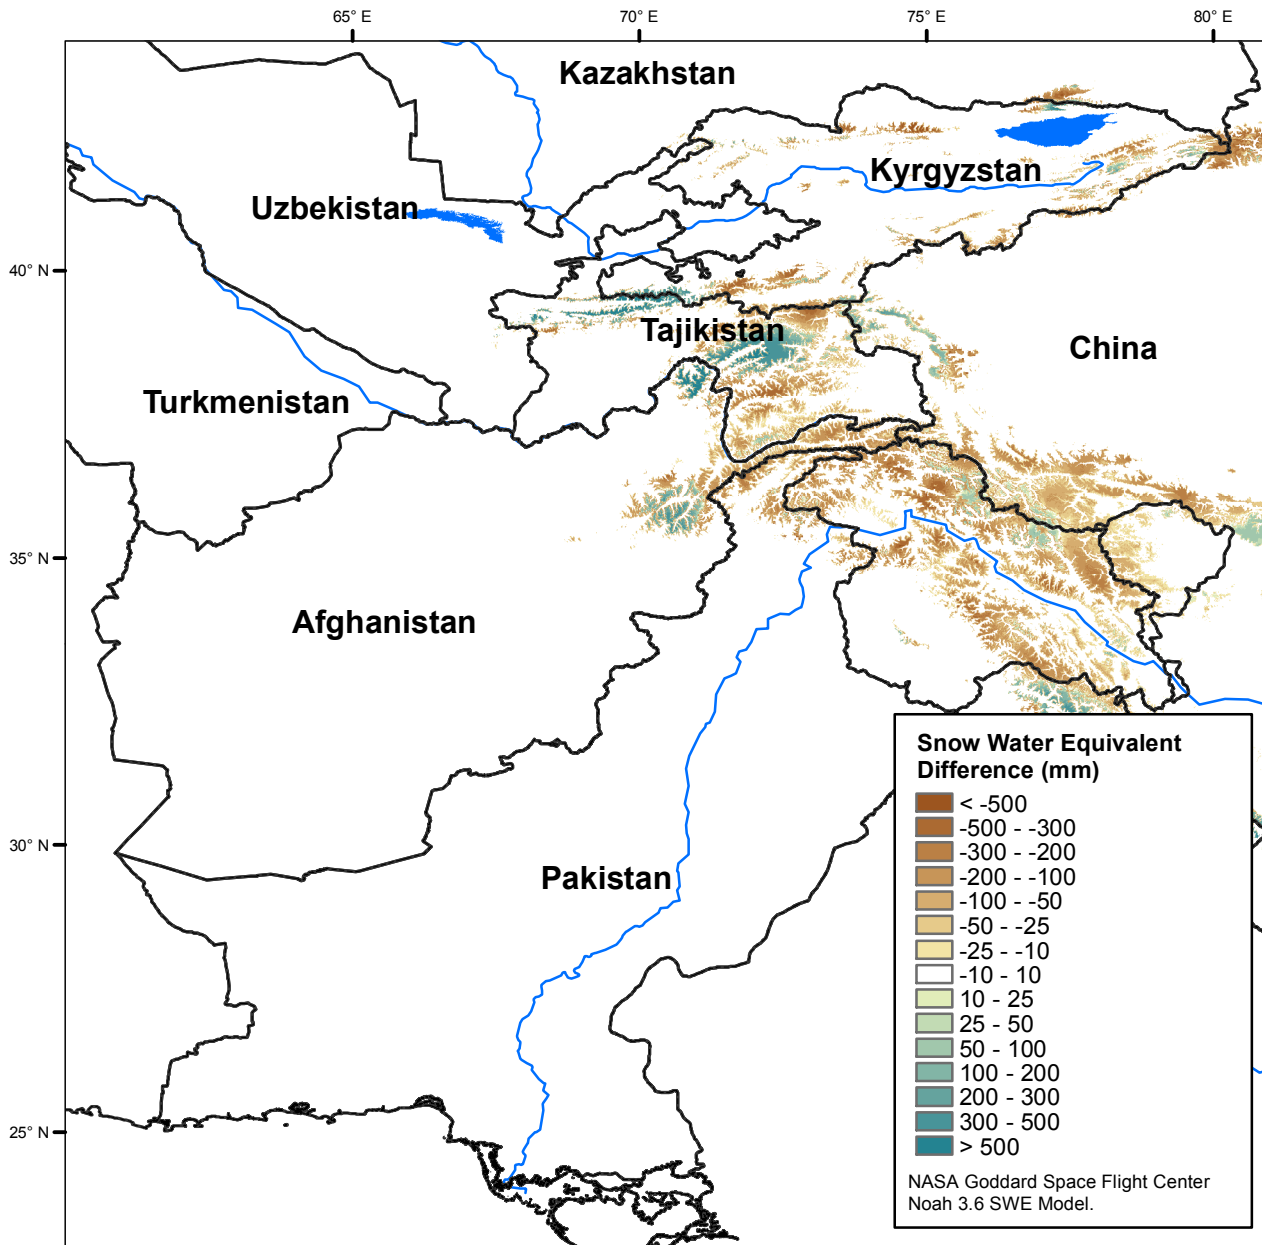 65° E
70° E
75° E
80° E
Kazakhstan
Kyrgyzstan
Uzbekistan
40° N
Tajikistan
China
Turkmenistan
35° N
Afghanistan
Snow Water Equivalent
Difference (mm)
< -500
-500 - -300
-300 - -200
-200 - -100
-100 - -50
-50 - -25
-25 - -10
-10 - 10
10 - 25
25 - 50
50 - 100
100 - 200
200 - 300
300 - 500
> 500
NASA Goddard Space Flight Center
Noah 3.6 SWE Model.
30° N
Pakistan
25° N